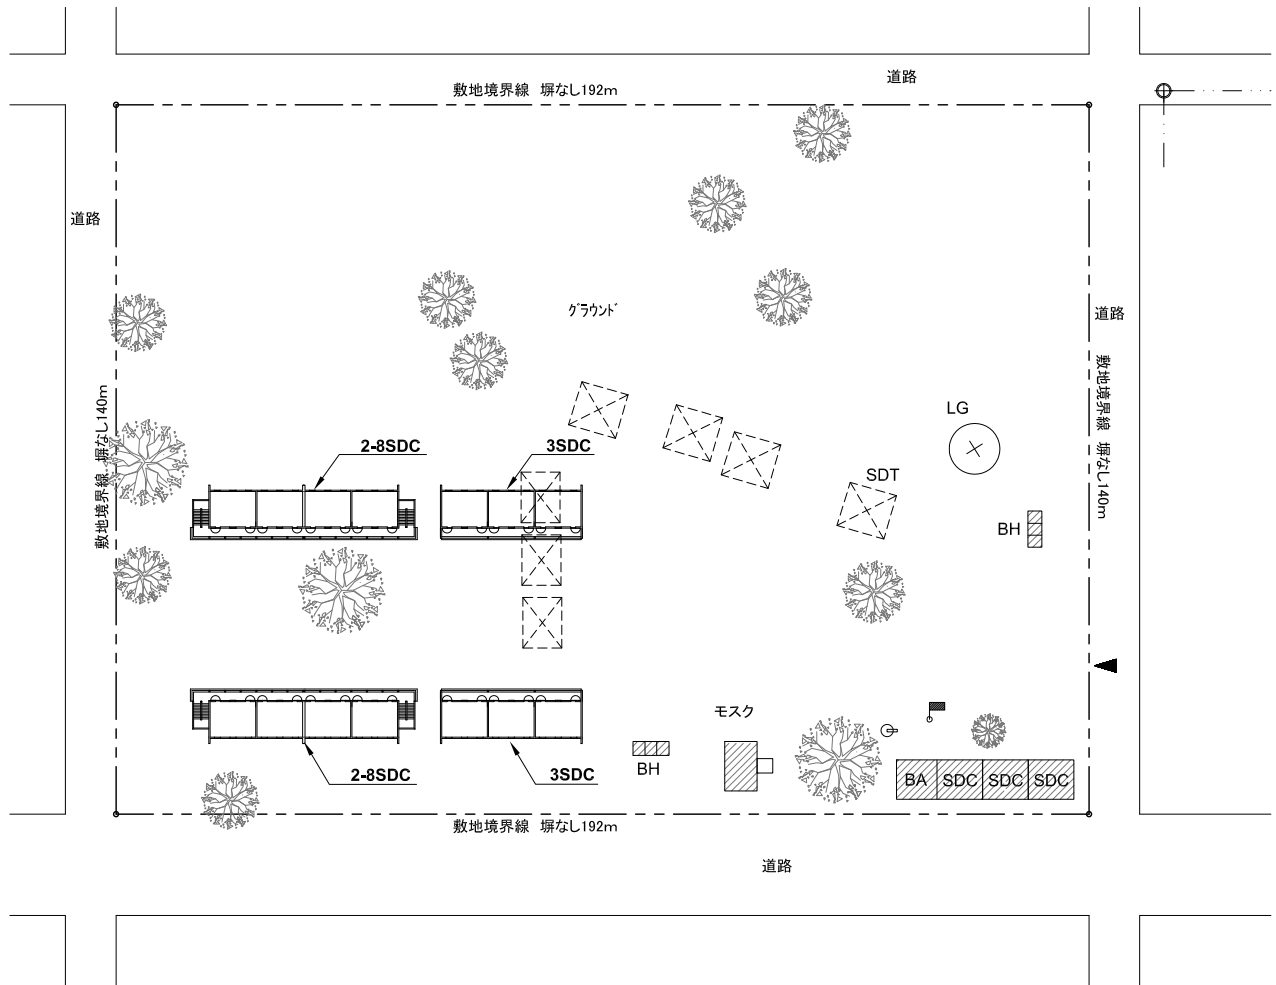 道路
敷地境界線 塀なし192m
道路
グラウンド
道路
敷地境界線 塀なし140m
敷地境界線 塀なし140m
LG
2-8SDC
3SDC
SDT
BH
モスク
BH
2-8SDC
3SDC
BA
SDC
SDC
SDC
敷地境界線 塀なし192m
道路